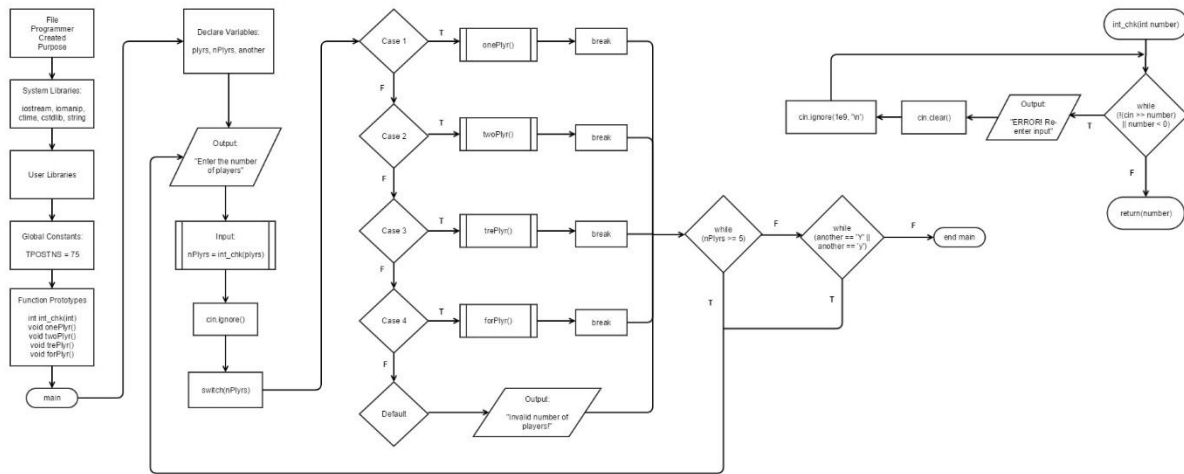 File
Programmer
Created
Purpose
System Libraries:
iostream, iomanip,
ctime, cstdlib, string
User Libraries
Global Constants:
TPOSTNS = 75
Function Prototypes
int int_chk(int)
void onePlyr()
void twoPlyr()
void trePlyr()
void forPlyr()
main
Declare Variables:
plyrs, nPlyrs, another
Output:
"Enter the number
of players"
Input:
nPlyrs = int_chk(plyrs)
cin.ignore()
switch(nPlyrs)
Case 1
T
onePlyr()
break
F
Case 2
T
twoPlyr()
break
F
Case 3
T
trePlyr()
break
F
Case 4
T
forPlyr()
break
F
Default
Output:
"Invalid number of
players!"
while
(nPlyrs >= 5)
F
T
while
(another == 'Y' ||
another == 'y')
F
T
end main
int_chk(int number)
while
(!(cin >> number)
|| number < 0)
T
Output:
"ERROR! Re-
enter input"
cin.clear()
cin.ignore(1e9, '\n')
F
return(number)